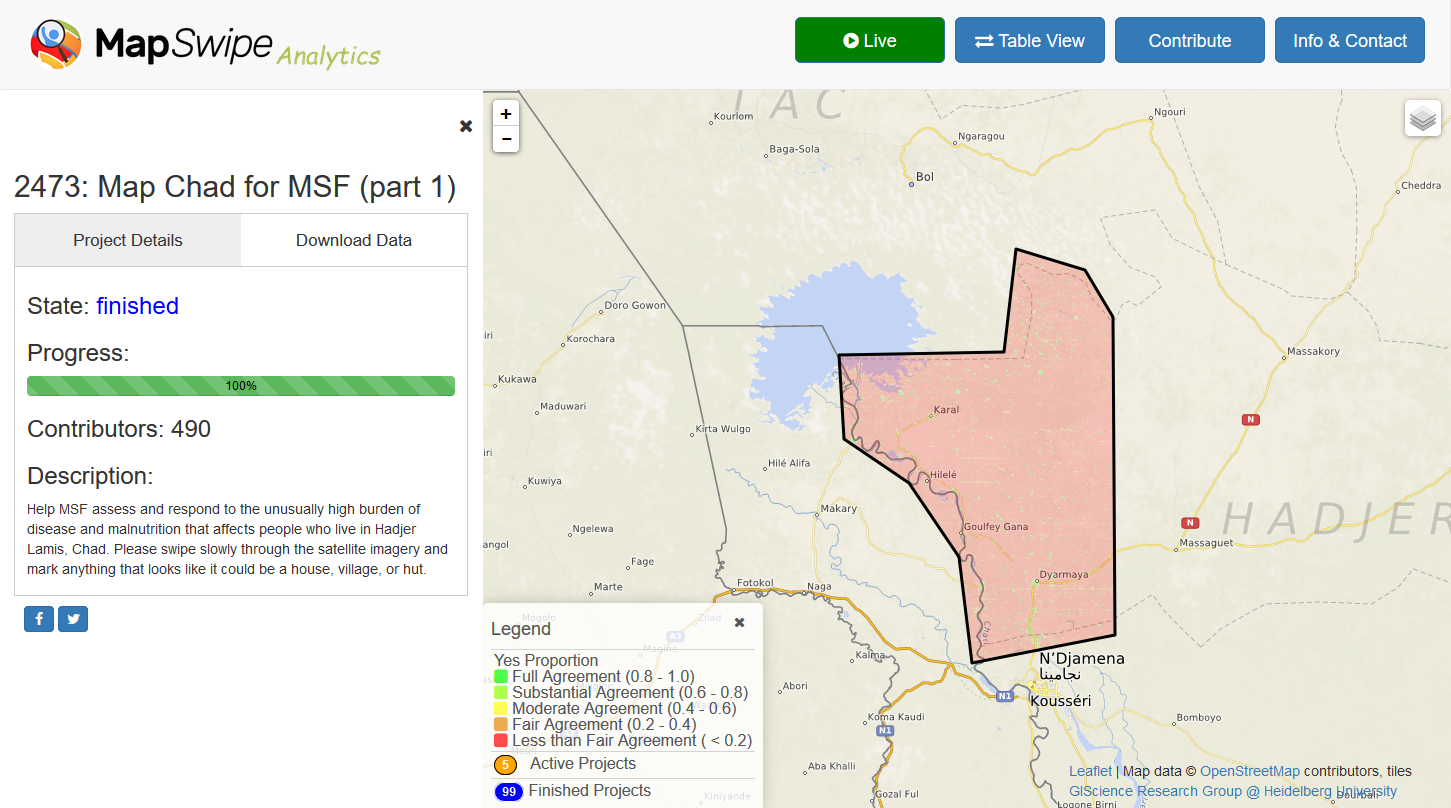 MapSwipe Analytics
Live
Table View
Contribute
Info & Contact
2473: Map Chad for MSF (part 1)
Project Details
Download Data
State: finished
Progress:
100%
Contributors: 490
Description:
Help MSF assess and respond to the unusually high burden of
disease and malnutrition that affects people who live in Hadjer
Lamis, Chad. Please swipe slowly through the satellite imagery and
mark anything that looks like it could be a house, village, or hut.
+
−
LAC
Kourlom
Ngouri
Ngaragou
Baga-Sola
Bol
Cheddra
Doro Gowon
iri
Korochara
Massakory
Kukawa
Maduwari
Karal
N
Kirta Wulgo
iri
Hilé Alifa
Hilelé
Kuwiya
Makary
HADJER
N
Ngelewa
Goulfey Gana
angol
Massaguet
Fage
Dyarmaya
Marte
Fotokol
Naga
Mogolo
Zilad
A3
Magine
Chari
Kalma
N'Djamena
نجامينا
Abori
N1
Kousséri
Koma Kaudi
Bomboyo
N1
Aba Khalli
Gozal Ful
Kiniyande
Dourbali
Logone Birni
Legend
Yes Proportion
Full Agreement (0.8 - 1.0)
Substantial Agreement (0.6 - 0.8)
Moderate Agreement (0.4 - 0.6)
Fair Agreement (0.2 - 0.4)
Less than Fair Agreement ( < 0.2)
5 Active Projects
99 Finished Projects
Leaflet | Map data © OpenStreetMap contributors, tiles
GIScience Research Group @ Heidelberg University